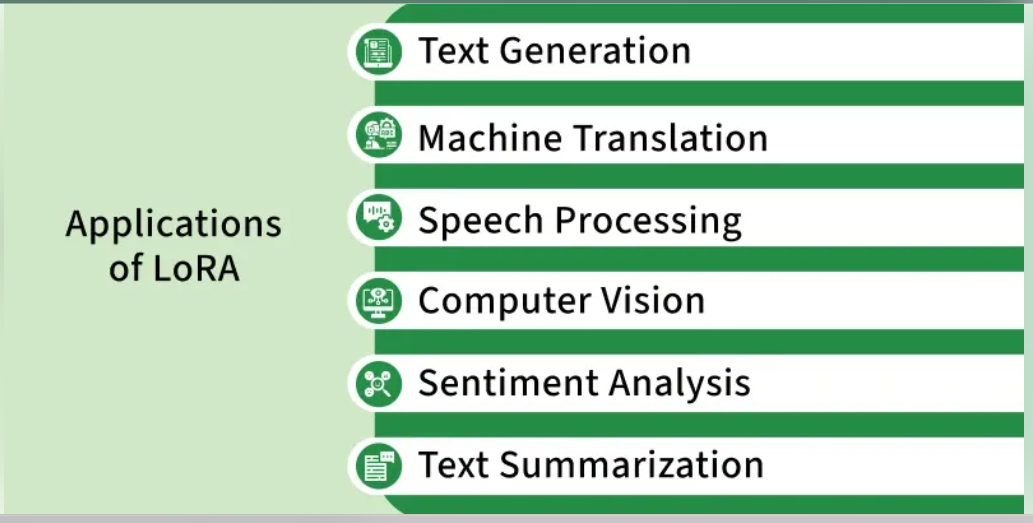 Applications
of LoRA
Text Generation
Machine Translation
Speech Processing
Computer Vision
Sentiment Analysis
Text Summarization